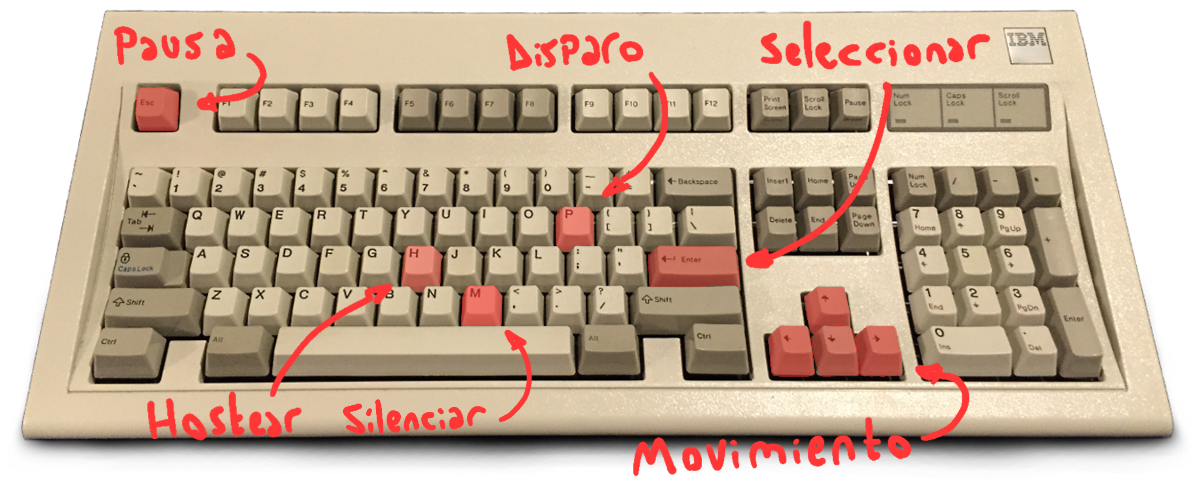 Pausa
Disparo
Seleccionar
IBM
Esc F1 F2 F3 F4 F5 F6 F7 F8 F9 F10 F11 F12 Print Screen Scroll Lock Pause Num Lock Caps Lock Scroll Lock
~ ` ! 1 @ 2 # 3 $ 4 % 5 ^ 6 & 7 * 8 ( 9 ) 0 — - ←Backspace Insert Home Page Up Num Lock / - *
Tab Q W E R T Y U I O P { [ } ] | \ Delete End Page Down 7 Home 8 ↑ 9 PgUp +
CapsLock A S D F G H J K L : ; " ' ↵ Enter 4 ← 5 6 →
⇧Shift Z X C V B N M < , > . ? / ⇧Shift ↑ 1 End 2 ↓ 3 PgDn Enter
Ctrl Alt Alt Ctrl ← ↓ → 0 Ins . Del
Hostear
Silenciar
Movimiento